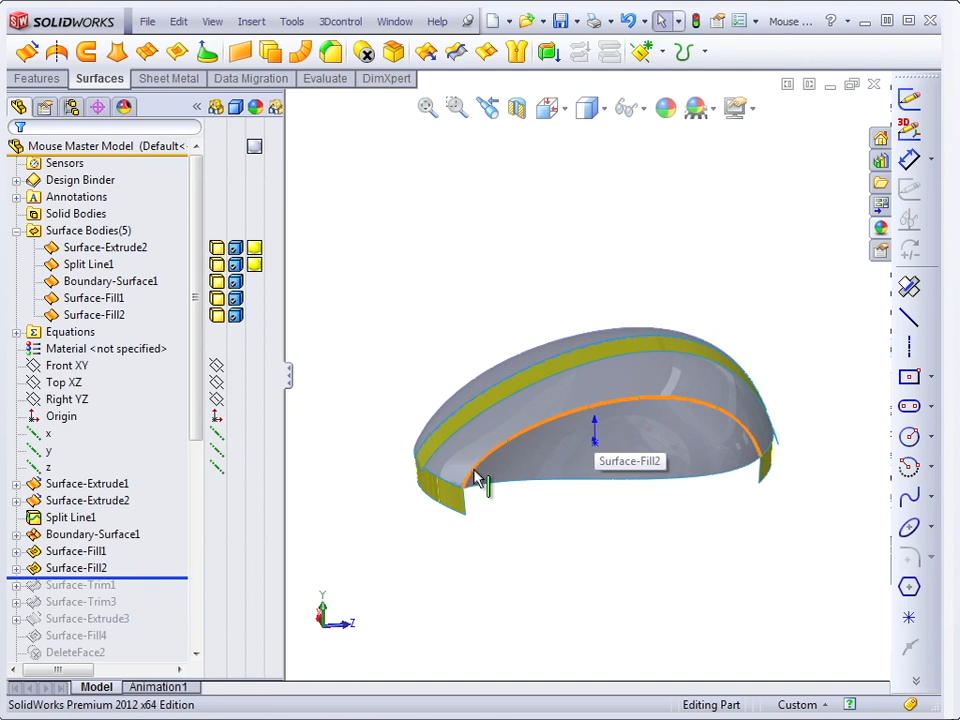 SOLIDWORKS File Edit View Insert Tools 3Dcontrol Window Help Mouse ...
Features Surfaces Sheet Metal Data Migration Evaluate DimXpert
3D
Mouse Master Model (Default<
Sensors
Design Binder
Annotations
Solid Bodies
Surface Bodies(5)
Surface-Extrude2
Split Line1
Boundary-Surface1
Surface-Fill1
Surface-Fill2
Equations
Material <not specified>
Front XY
Top XZ
Right YZ
Origin
x
y
z
Surface-Extrude1
Surface-Extrude2
Split Line1
Boundary-Surface1
Surface-Fill1
Surface-Fill2
Surface-Trim1
Surface-Trim3
Surface-Extrude3
Surface-Fill4
DeleteFace2
Surface-Fill2
Y
Z
Model Animation1
SolidWorks Premium 2012 x64 Edition Editing Part Custom